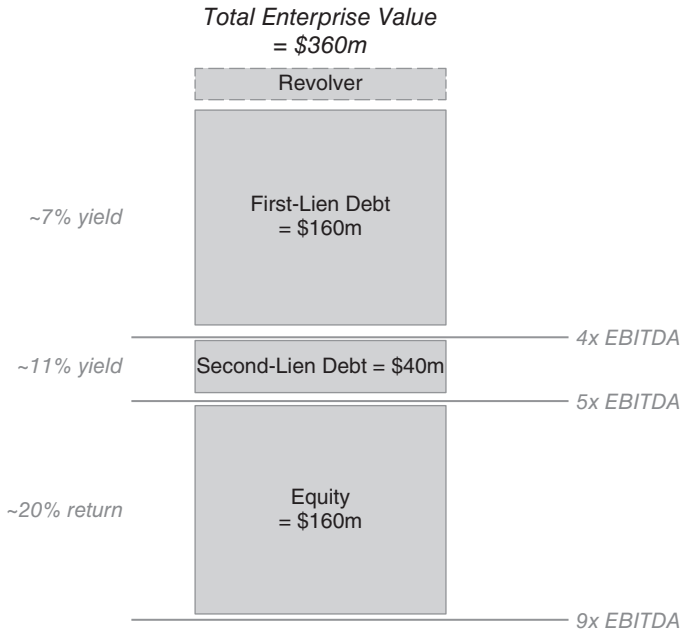 Total Enterprise Value
= $360m
Revolver
~7% yield
First-Lien Debt
= $160m
4x EBITDA
~11% yield
Second-Lien Debt = $40m
5x EBITDA
~20% return
Equity
= $160m
9x EBITDA